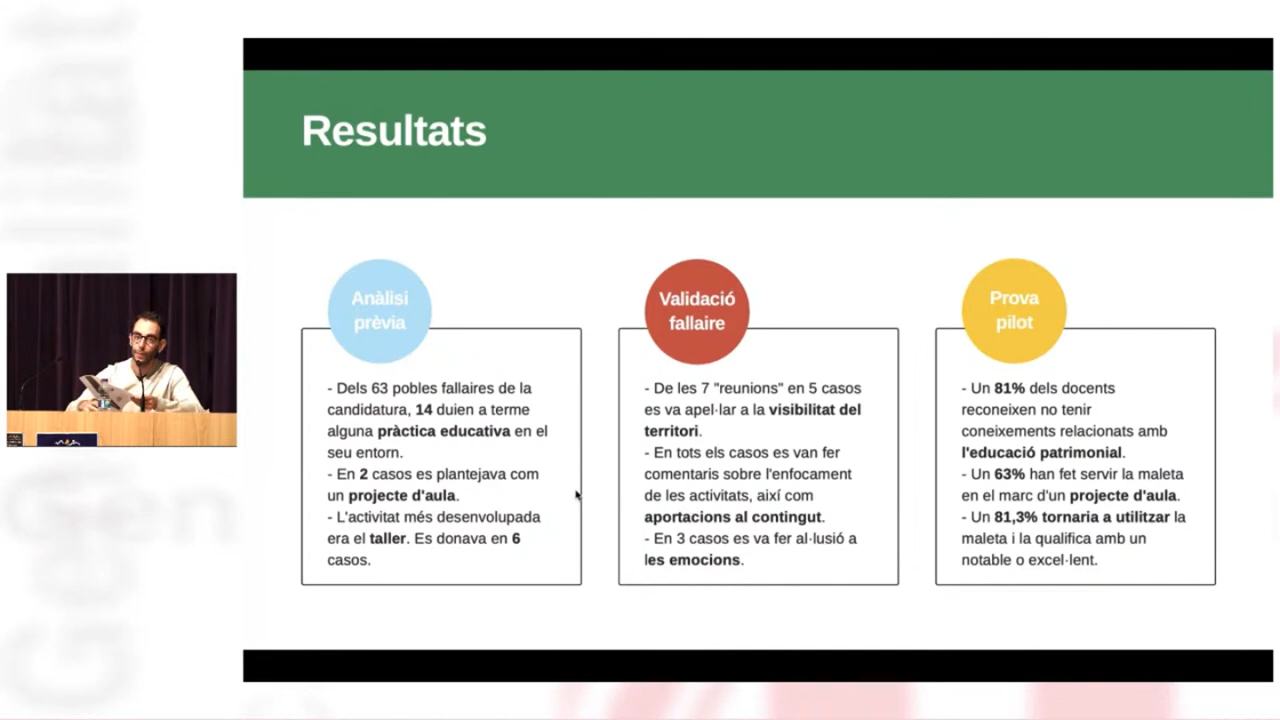 Resultats
Anàlisi
prèvia
- Dels 63 pobles fallaires de la
candidatura, 14 duien a terme
alguna pràctica educativa en el
seu entorn.
- En 2 casos es plantejava com
un projecte d'aula.
- L'activitat més desenvolupada
era el taller. Es donava en 6
casos.
Validació
fallaire
- De les 7 "reunions" en 5 casos
es va apel·lar a la visibilitat del
territori.
- En tots els casos es van fer
comentaris sobre l'enfocament
de les activitats, així com
aportacions al contingut.
- En 3 casos es va fer al·lusió a
les emocions.
Prova
pilot
- Un 81% dels docents
reconeixen no tenir
coneixements relacionats amb
l'educació patrimonial.
- Un 63% han fet servir la maleta
en el marc d'un projecte d'aula.
- Un 81,3% tornaria a utilitzar la
maleta i la qualifica amb un
notable o excel·lent.